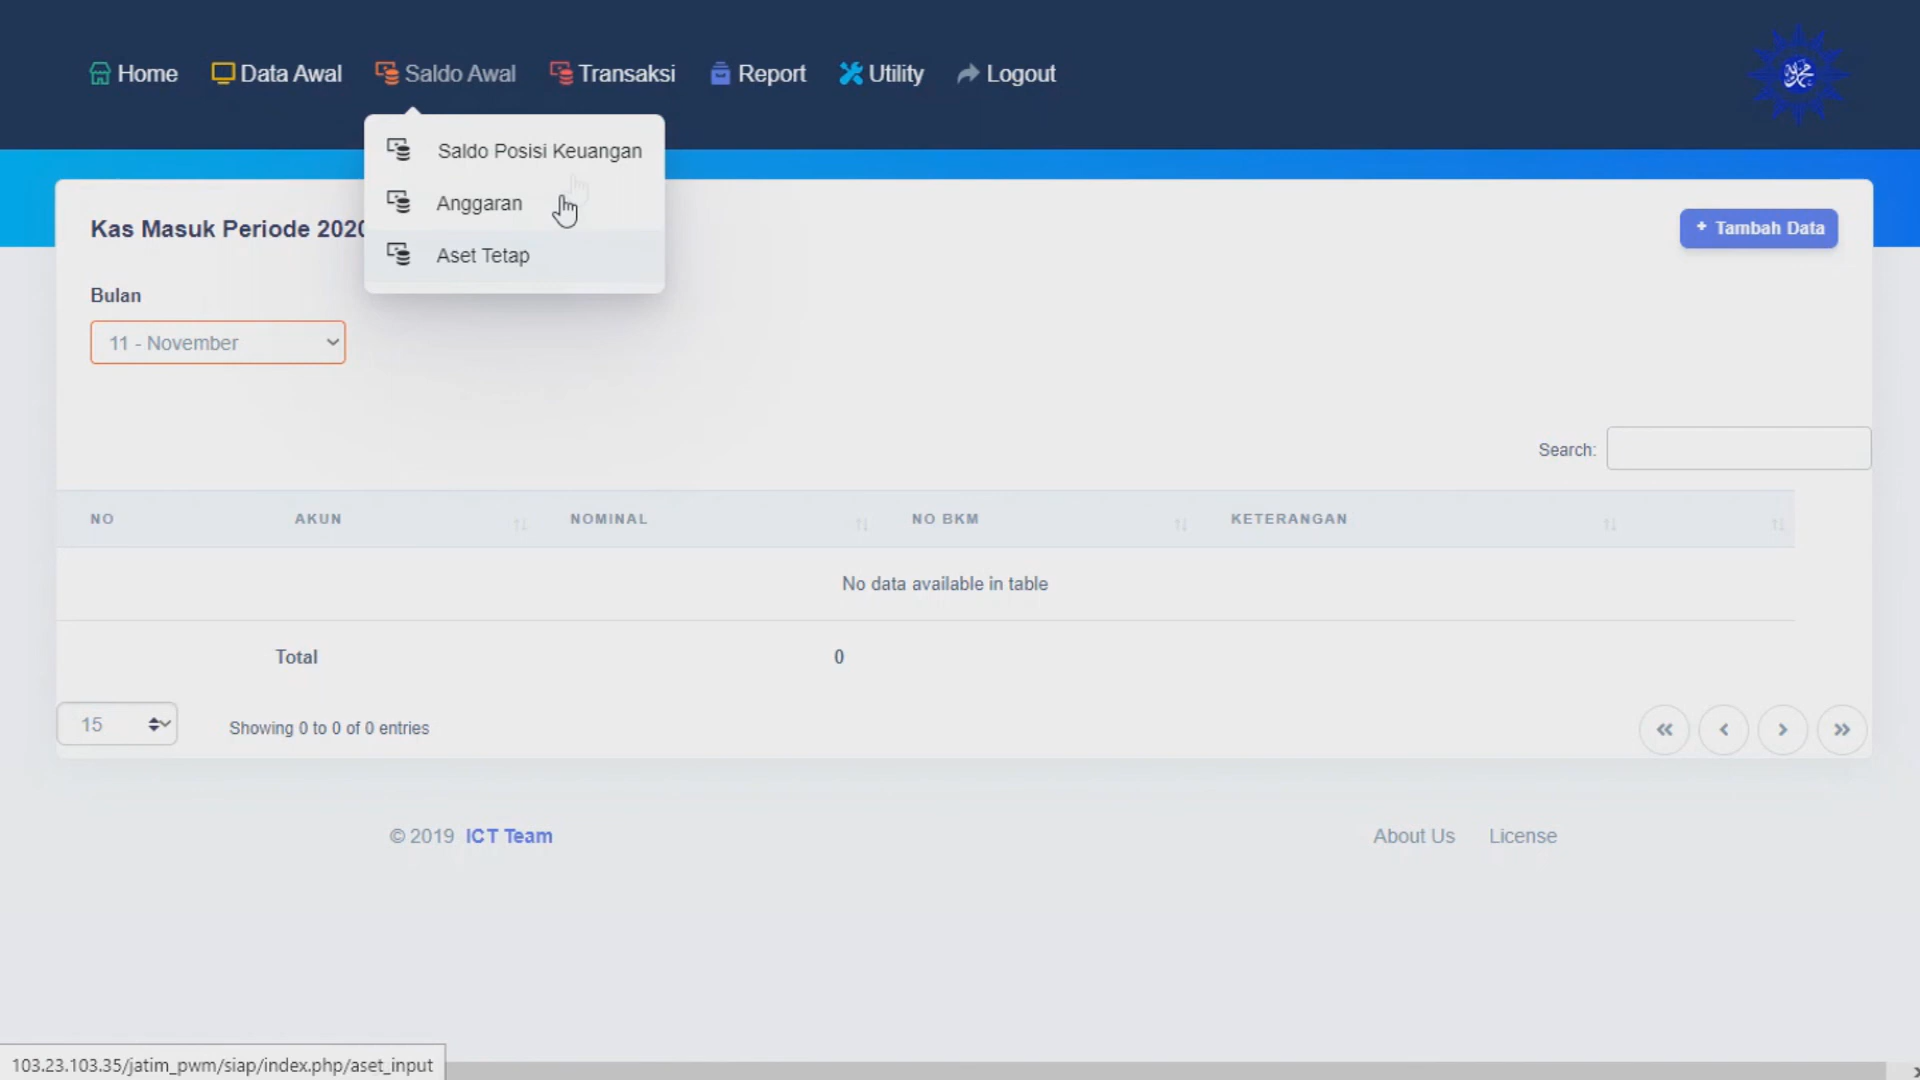 Home Data Awal Saldo Awal Transaksi Report Utility Logout
Saldo Posisi Keuangan
Anggaran
Aset Tetap
Kas Masuk Periode 2020
+ Tambah Data
Bulan
11 - November
Search:
NO AKUN NOMINAL NO BKM KETERANGAN
No data available in table
Total 0
15 Showing 0 to 0 of 0 entries
« ‹ › »
© 2019 ICT Team About Us License
103.23.103.35/jatim_pwm/siap/index.php/aset_input